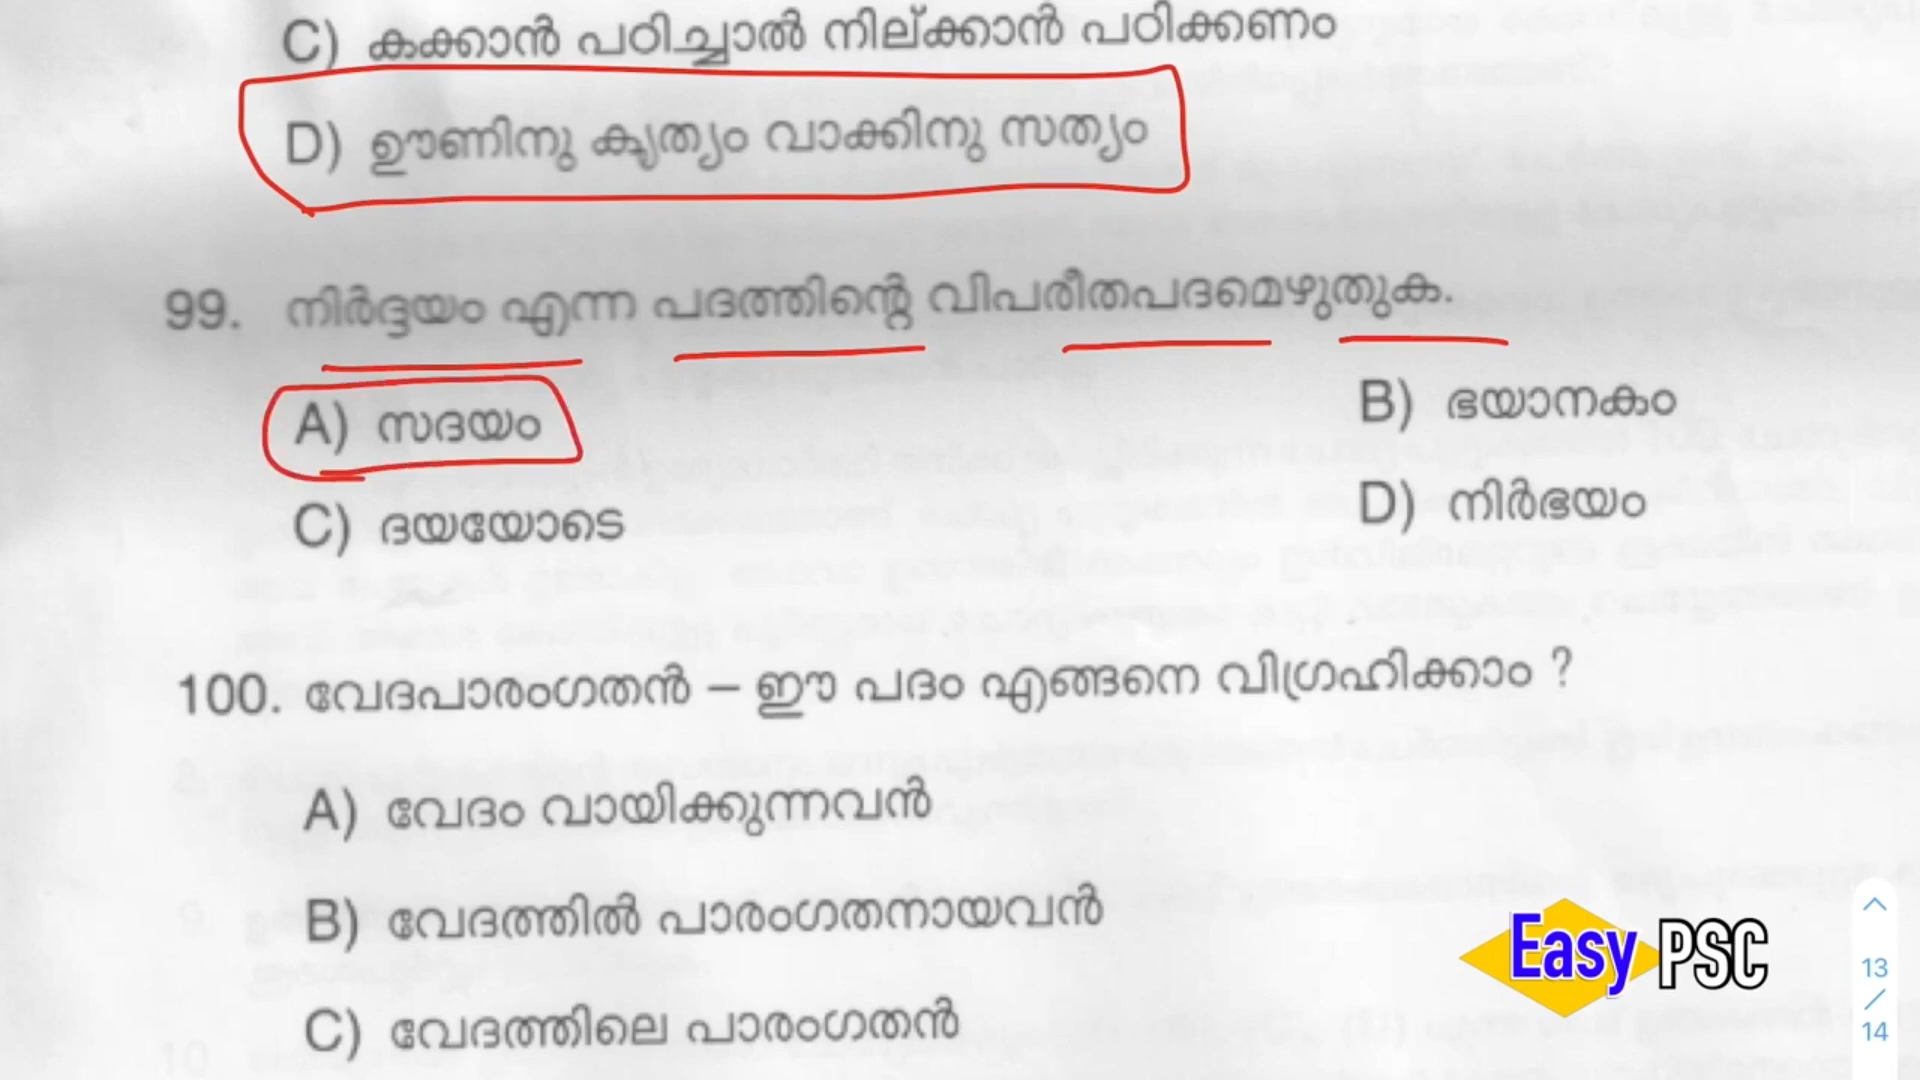 C) കക്കാൻ പഠിച്ചാൽ നില്ക്കാൻ പഠിക്കണം
D) ഊണിനു കൃത്യം വാക്കിനു സത്യം
99. നിർദ്ദയം എന്ന പദത്തിന്റെ വിപരീതപദമെഴുതുക.
A) സദയം B) ഭയാനകം
C) ദയയോടെ D) നിർഭയം
100. വേദപാരംഗതൻ – ഈ പദം എങ്ങനെ വിഗ്രഹിക്കാം ?
A) വേദം വായിക്കുന്നവൻ
B) വേദത്തിൽ പാരംഗതനായവൻ
C) വേദത്തിലെ പാരംഗതൻ
Easy PSC
13
/
14